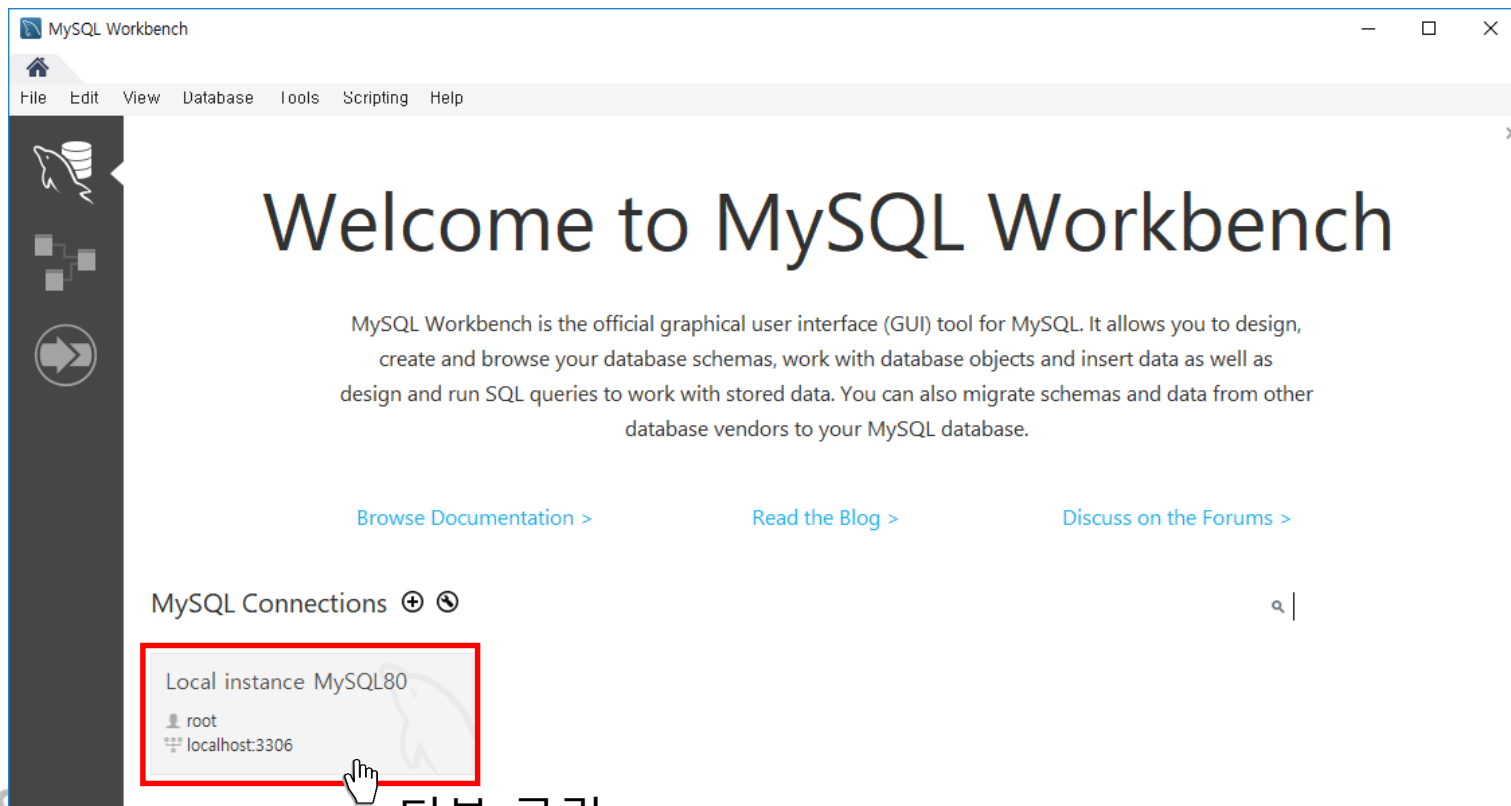 MySQL Workbench
File Edit View Database Tools Scripting Help
Welcome to MySQL Workbench
MySQL Workbench is the official graphical user interface (GUI) tool for MySQL. It allows you to design,
create and browse your database schemas, work with database objects and insert data as well as
design and run SQL queries to work with stored data. You can also migrate schemas and data from other
database vendors to your MySQL database.
Browse Documentation > Read the Blog > Discuss on the Forums >
MySQL Connections
Local instance MySQL80
root
localhost:3306